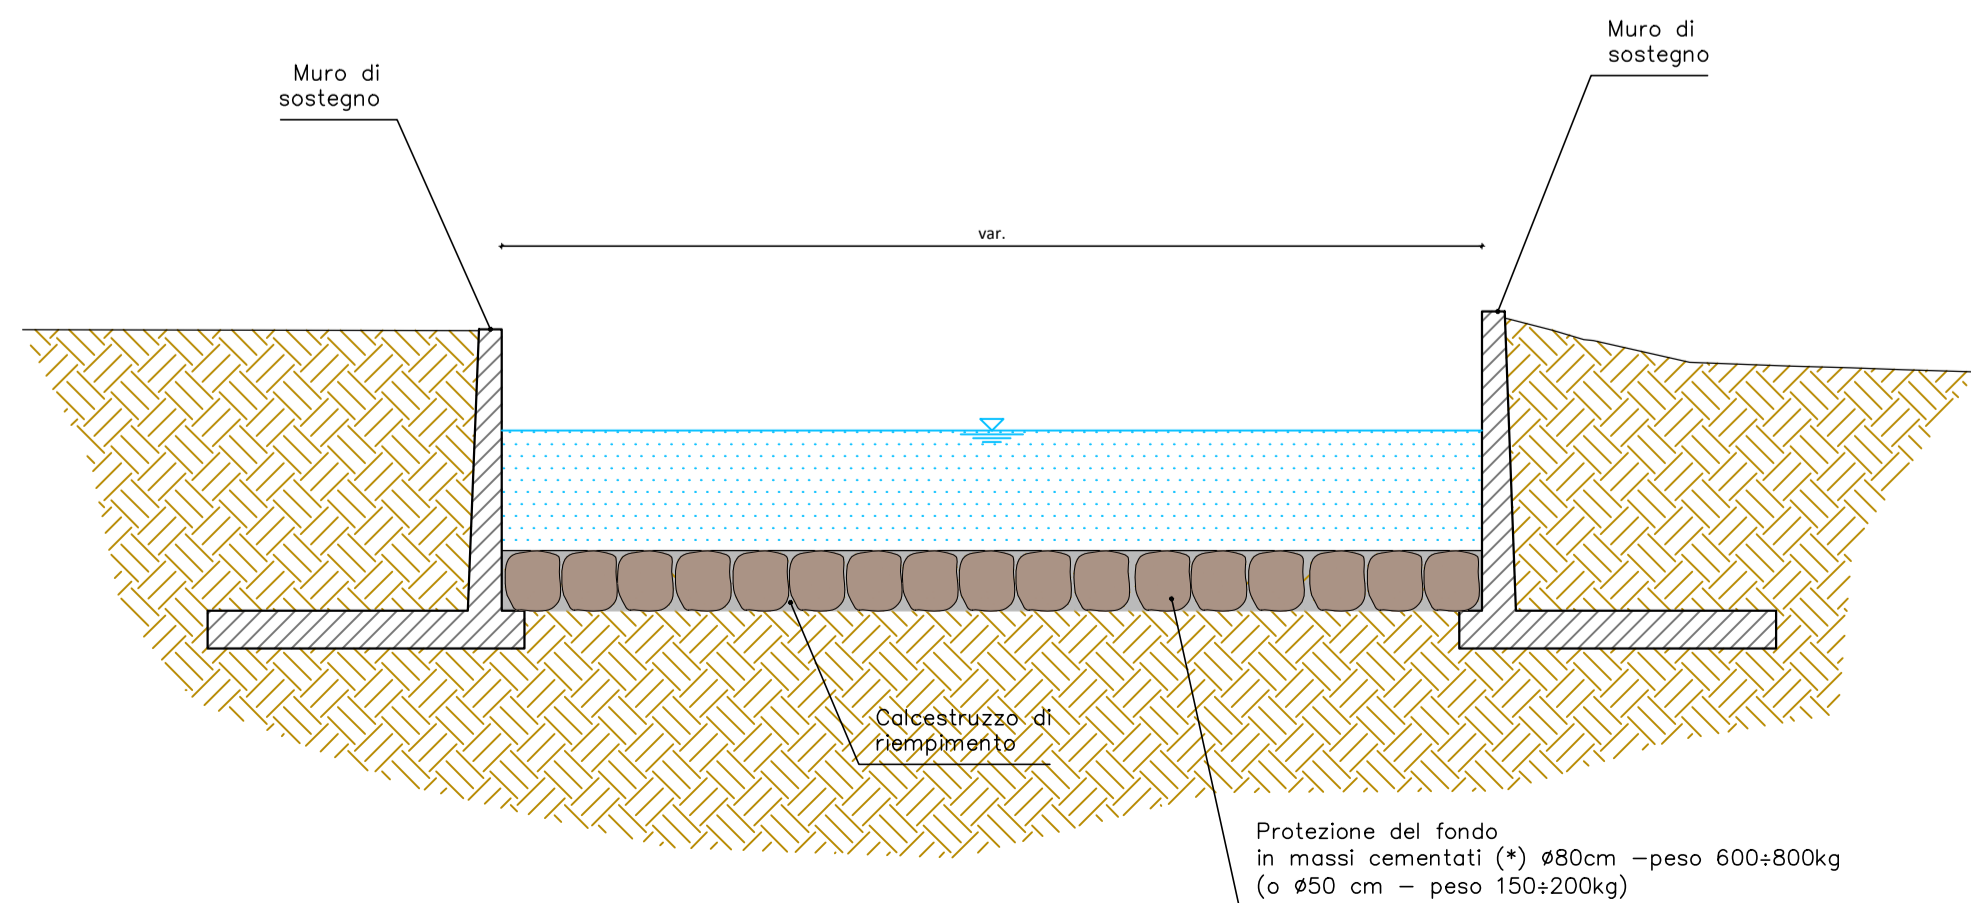 Muro di
sostegno
Muro di
sostegno
var.
Calcestruzzo di
riempimento
Protezione del fondo
in massi cementati (*) ø80cm –peso 600÷800kg
(o ø50 cm – peso 150÷200kg)